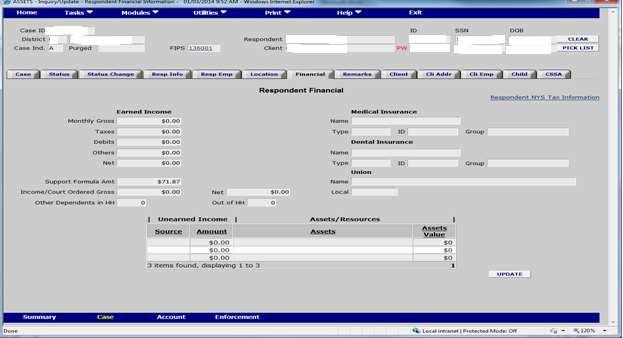 ASSETS - Inquiry/Update - Respondent Financial Information - 01/03/2014 9:52 AM - Windows Internet Explorer
Home Tasks Modules Utilities Print Help Exit
Case ID ID SSN DOB
District Respondent CLEAR
Case Ind. A Purged FIPS 136001 Client PW PICK LIST
Case Status Status Change Resp Info Resp Emp Location Financial Remarks Client Cli Addr Cli Emp Child CSSA
Respondent Financial
Respondent NYS Tax Information
Earned Income Medical Insurance
Monthly Gross $0.00 Name
Taxes $0.00 Type ID Group
Debits $0.00 Dental Insurance
Others $0.00 Name
Net $0.00 Type ID Group
Union
Support Formula Amt $71.87 Name
Income/Court Ordered Gross $0.00 Net $0.00 Local
Other Dependents in HH 0 Out of HH 0
| Unearned Income | Assets/Resources |
Source Amount Assets Assets Value
$0.00 $0
$0.00 $0
$0.00 $0
3 items found, displaying 1 to 3 1
UPDATE
Summary Case Account Enforcement
Done Local intranet | Protected Mode: Off 120%